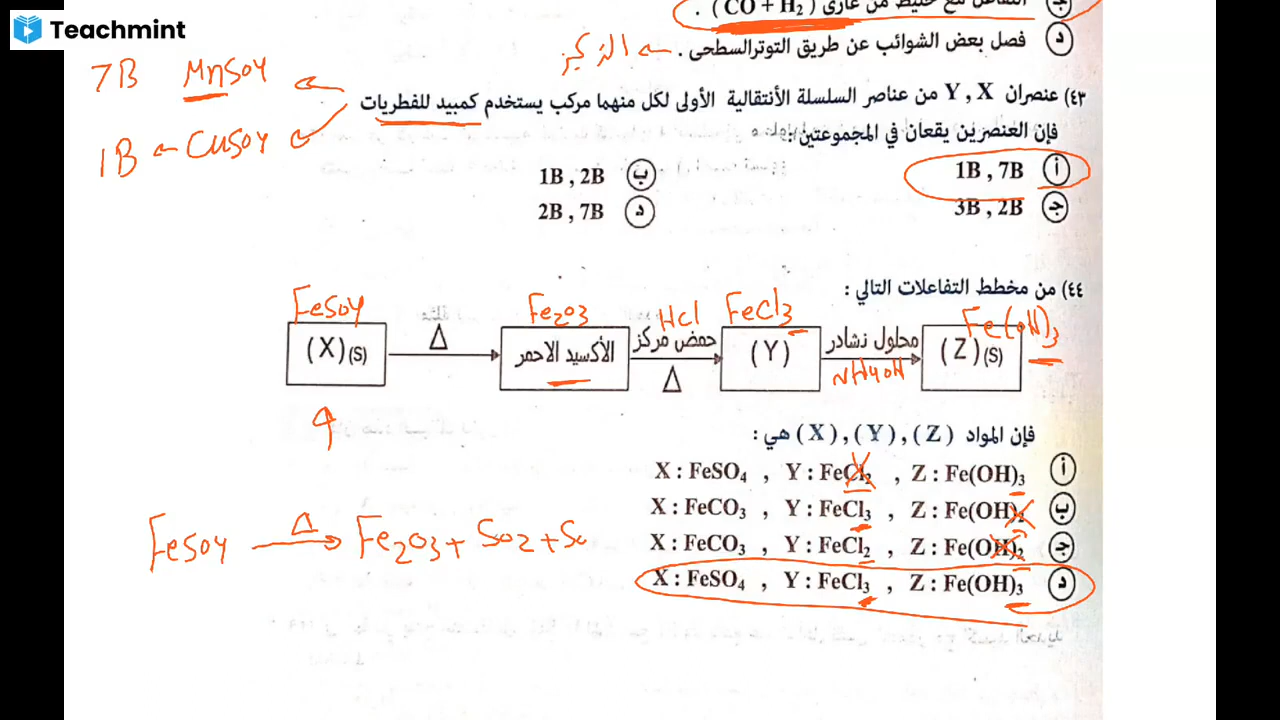 Teachmint
التفاعل مع خليط من غازى (CO + H₂) .
د فصل بعض الشوائب عن طريق التوتر السطحى . ← التركيز
٤٣) عنصران Y , X من عناصر السلسلة الأنتقالية الأولى لكل منهما مركب يستخدم كمبيد للفطريات
7B MnSO4
فإن العنصرين يقعان في المجموعتين :
1B ← CuSO4
أ 1B , 7B
ب 1B , 2B
ج 3B , 2B
د 2B , 7B
٤٤) من مخطط التفاعلات التالي :
FeSO4
Fe2O3
HCl
FeCl3
Fe(OH)3
(X)(S)
Δ
الأكسيد الاحمر
حمض مركز
Δ
(Y)
محلول نشادر
NH4OH
(Z)(S)
فإن المواد (Z) , (Y) , (X) هي :
أ X : FeSO₄ , Y : FeCl₂ , Z : Fe(OH)₃
ب X : FeCO₃ , Y : FeCl₃ , Z : Fe(OH)₂
ج X : FeCO₃ , Y : FeCl₂ , Z : Fe(OH)₂
د X : FeSO₄ , Y : FeCl₃ , Z : Fe(OH)₃
FeSO4 Δ→ Fe2O3 + SO2 + So